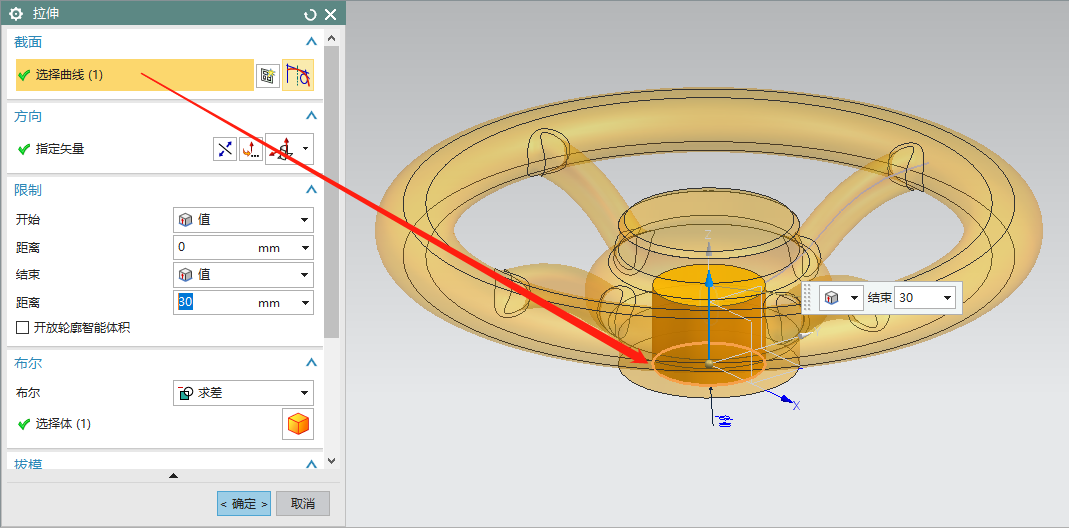 拉伸
截面
选择曲线 (1)
方向
指定矢量
限制
开始
值
距离
0 mm
结束
值
距离
30 mm
开放轮廓智能体积
布尔
布尔
求差
选择体 (1)
拔模
< 确定 >
取消
Z
结束 30
X